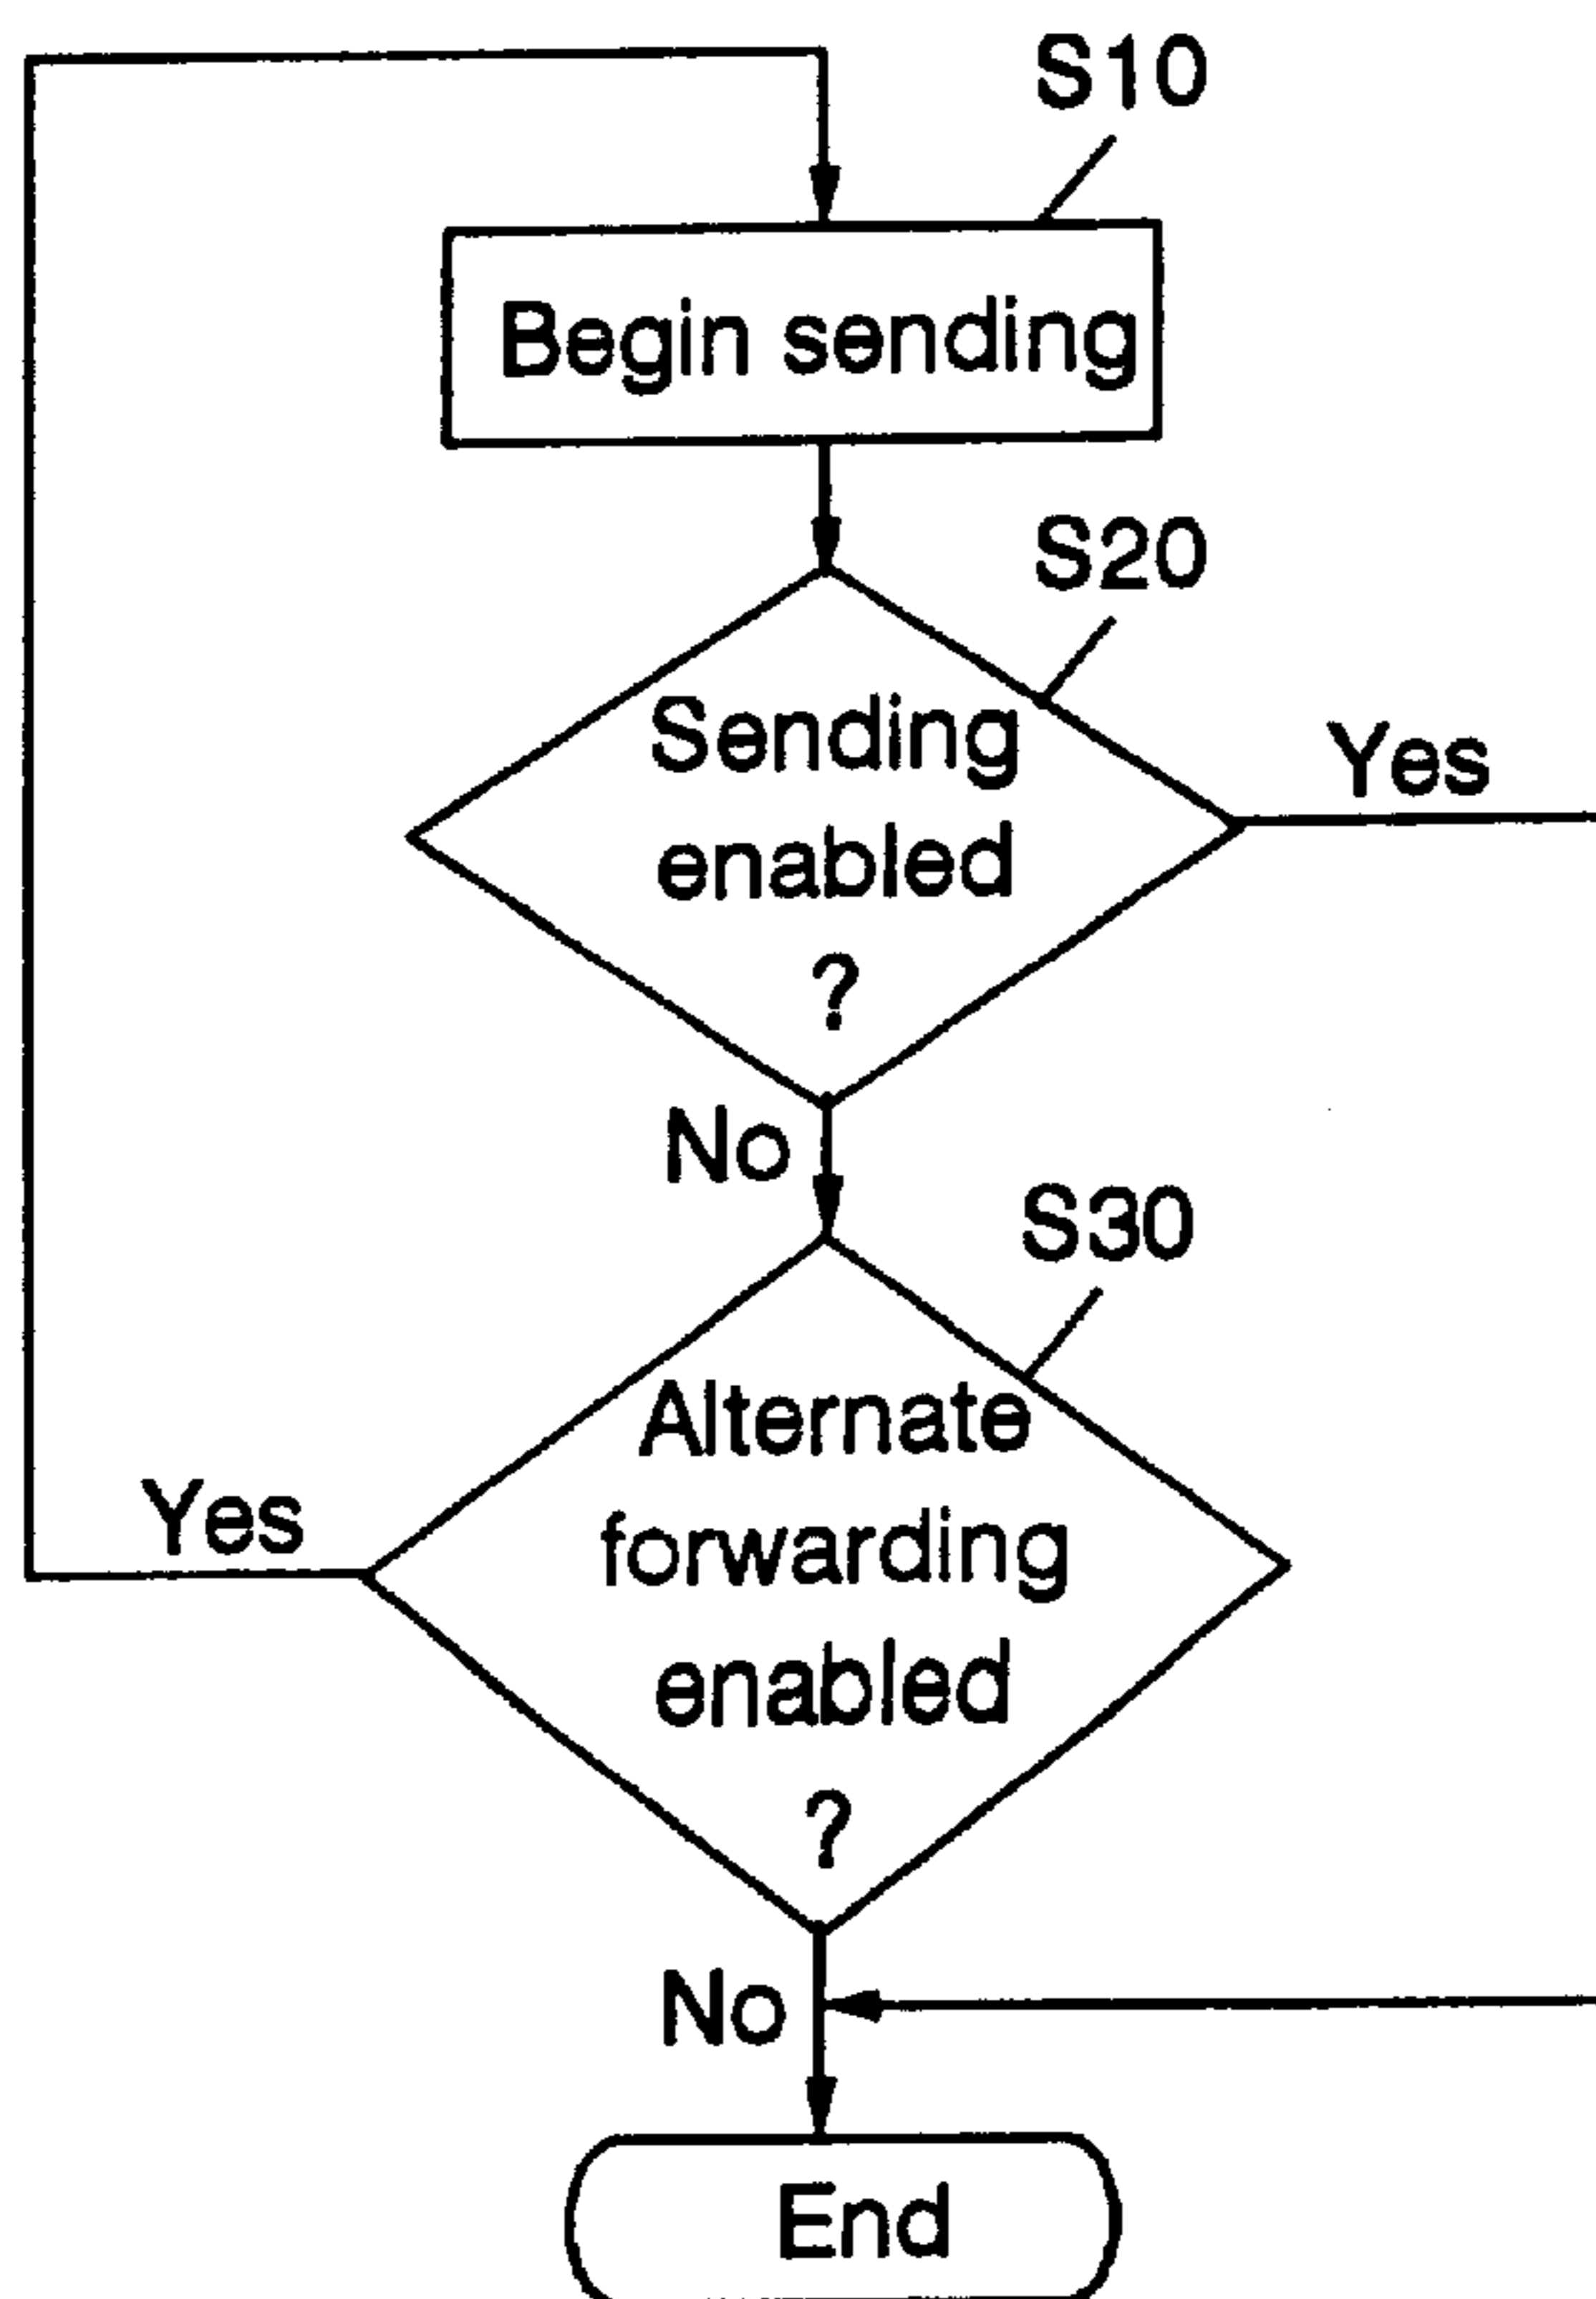 S10
Begin sending
S20
Sending
enabled
?
Yes
No
S30
Alternate
forwarding
enabled
?
Yes
No
End